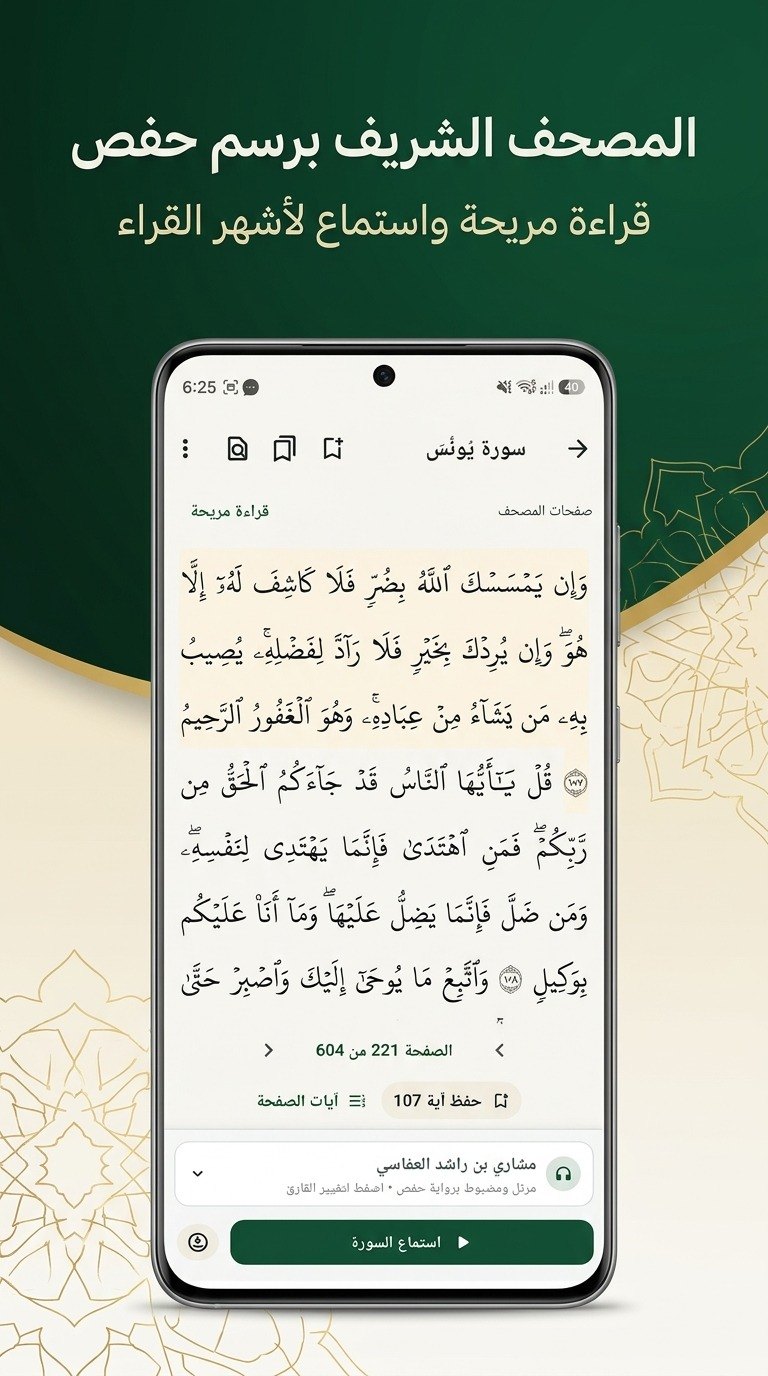 المصحف الشريف برسم حفص
قراءة مريحة واستماع لأشهر القراء
6:25
40
سورة يُونُسَ
صفحات المصحف
قراءة مريحة
وَإِن يَمۡسَسۡكَ ٱللَّهُ بِضُرّٖ فَلَا كَاشِفَ لَهُۥٓ إِلَّا
هُوَۖ وَإِن يُرِدۡكَ بِخَيۡرٖ فَلَا رَآدَّ لِفَضۡلِهِۦۚ يُصِيبُ
بِهِۦ مَن يَشَآءُ مِنۡ عِبَادِهِۦۚ وَهُوَ ٱلۡغَفُورُ ٱلرَّحِيمُ
١٠٧ قُلۡ يَـٰٓأَيُّهَا ٱلنَّاسُ قَدۡ جَآءَكُمُ ٱلۡحَقُّ مِن
رَّبِّكُمۡۖ فَمَنِ ٱهۡتَدَىٰ فَإِنَّمَا يَهۡتَدِي لِنَفۡسِهِۦۖ
وَمَن ضَلَّ فَإِنَّمَا يَضِلُّ عَلَيۡهَاۖ وَمَآ أَنَا۠ عَلَيۡكُم
بِوَكِيلٖ ١٠٨ وَٱتَّبِعۡ مَا يُوحَىٰٓ إِلَيۡكَ وَٱصۡبِرۡ حَتَّىٰ
الصفحة 221 من 604
حفظ آية 107
آيات الصفحة
مشاري بن راشد العفاسي
مرتل ومضبوط برواية حفص • اضغط لتغيير القارئ
استماع السورة